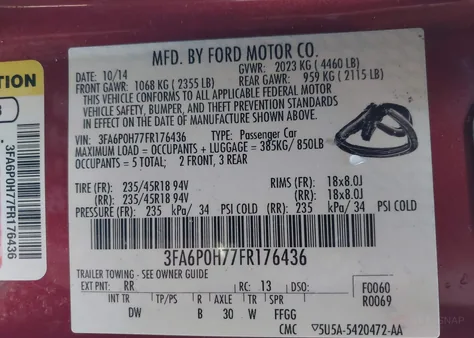 MFD. BY FORD MOTOR CO.
DATE: 10/14 GVWR: 2023 KG ( 4460 LB)
FRONT GAWR: 1068 KG ( 2355 LB) REAR GAWR: 959 KG ( 2115 LB)
THIS VEHICLE CONFORMS TO ALL APPLICABLE FEDERAL MOTOR
VEHICLE SAFETY, BUMPER, AND THEFT PREVENTION STANDARDS
IN EFFECT ON THE DATE OF MANUFACTURE SHOWN ABOVE.
VIN: 3FA6P0H77FR176436 TYPE: Passenger Car
MAXIMUM LOAD = OCCUPANTS + LUGGAGE = 385KG/ 850LB
OCCUPANTS = 5 TOTAL; 2 FRONT, 3 REAR
TIRE (FR): 235/45R18 94V RIMS (FR): 18x8.0J
(RR): 235/45R18 94V (RR): 18x8.0J
PRESSURE (FR): 235 kPa/ 34 PSI COLD (RR): 235 kPa/ 34 PSI COLD
3FA6P0H77FR176436
TRAILER TOWING - SEE OWNER GUIDE
EXT PNT: RR RC: 13 DSO: F0060
R0069
INT TR TP/PS R AXLE TR SPR
DW B 30 W FFGG
CMC 5U5A-5420472-AA
TION
3FA6P0H77FR176436